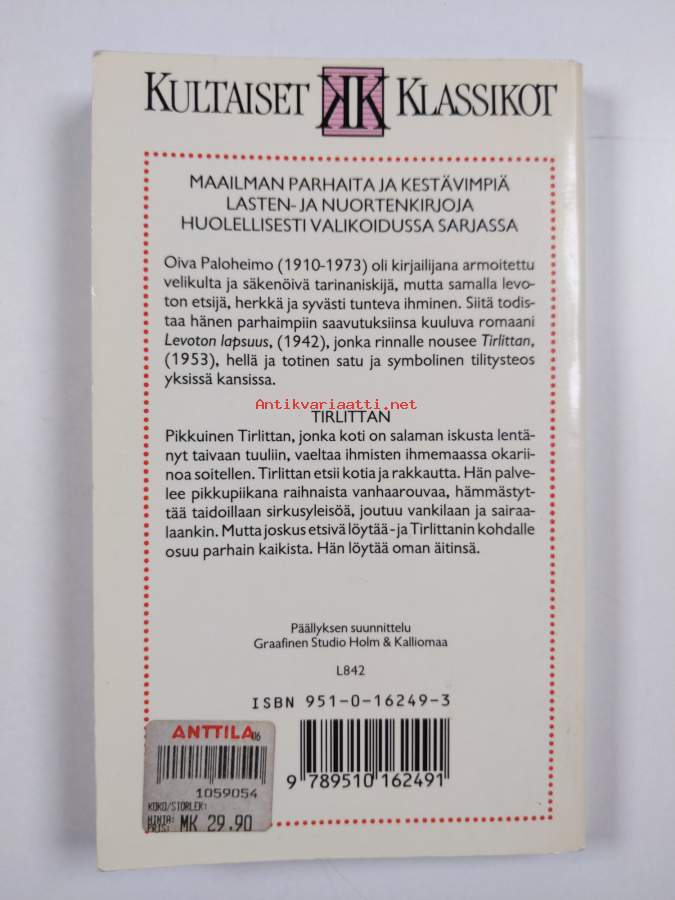 KULTAISET KK KLASSIKOT
MAAILMAN PARHAITA JA KESTÄVIMPIÄ
LASTEN- JA NUORTENKIRJOJA
HUOLELLISESTI VALIKOIDUSSA SARJASSA
Oiva Paloheimo (1910-1973) oli kirjailijana armoitettu
velikulta ja säkenöivä tarinaniskijä, mutta samalla levo-
ton etsijä, herkkä ja syvästi tunteva ihminen. Siitä todis-
taa hänen parhaimpiin saavutuksiinsa kuuluva romaani
Levoton lapsuus, (1942), jonka rinnalle nousee Tirlittan,
(1953), hellä ja totinen satu ja symbolinen tilitysteos
yksissä kansissa.
Antikvariaatti.net
TIRLITTAN
Pikkuinen Tirlittan, jonka koti on salaman iskusta lentä-
nyt taivaan tuuliin, vaeltaa ihmisten ihmemaassa okarii-
noa soitellen. Tirlittan etsii kotia ja rakkautta. Hän palve-
lee pikkupiikana raihnaista vanhaarouvaa, hämmästyt-
tää taidoillaan sirkusyleisöä, joutuu vankilaan ja sairaa-
laankin. Mutta joskus etsivä löytää - ja Tirlittanin kohdalle
osuu parhain kaikista. Hän löytää oman äitinsä.
Päällyksen suunnittelu
Graafinen Studio Holm & Kalliomaa
L842
ISBN 951-0-16249-3
9 789510 162491
ANTTILA 06
1059054
KOKO/STORLEK:
HINTA:
PRIS: MK 29.90